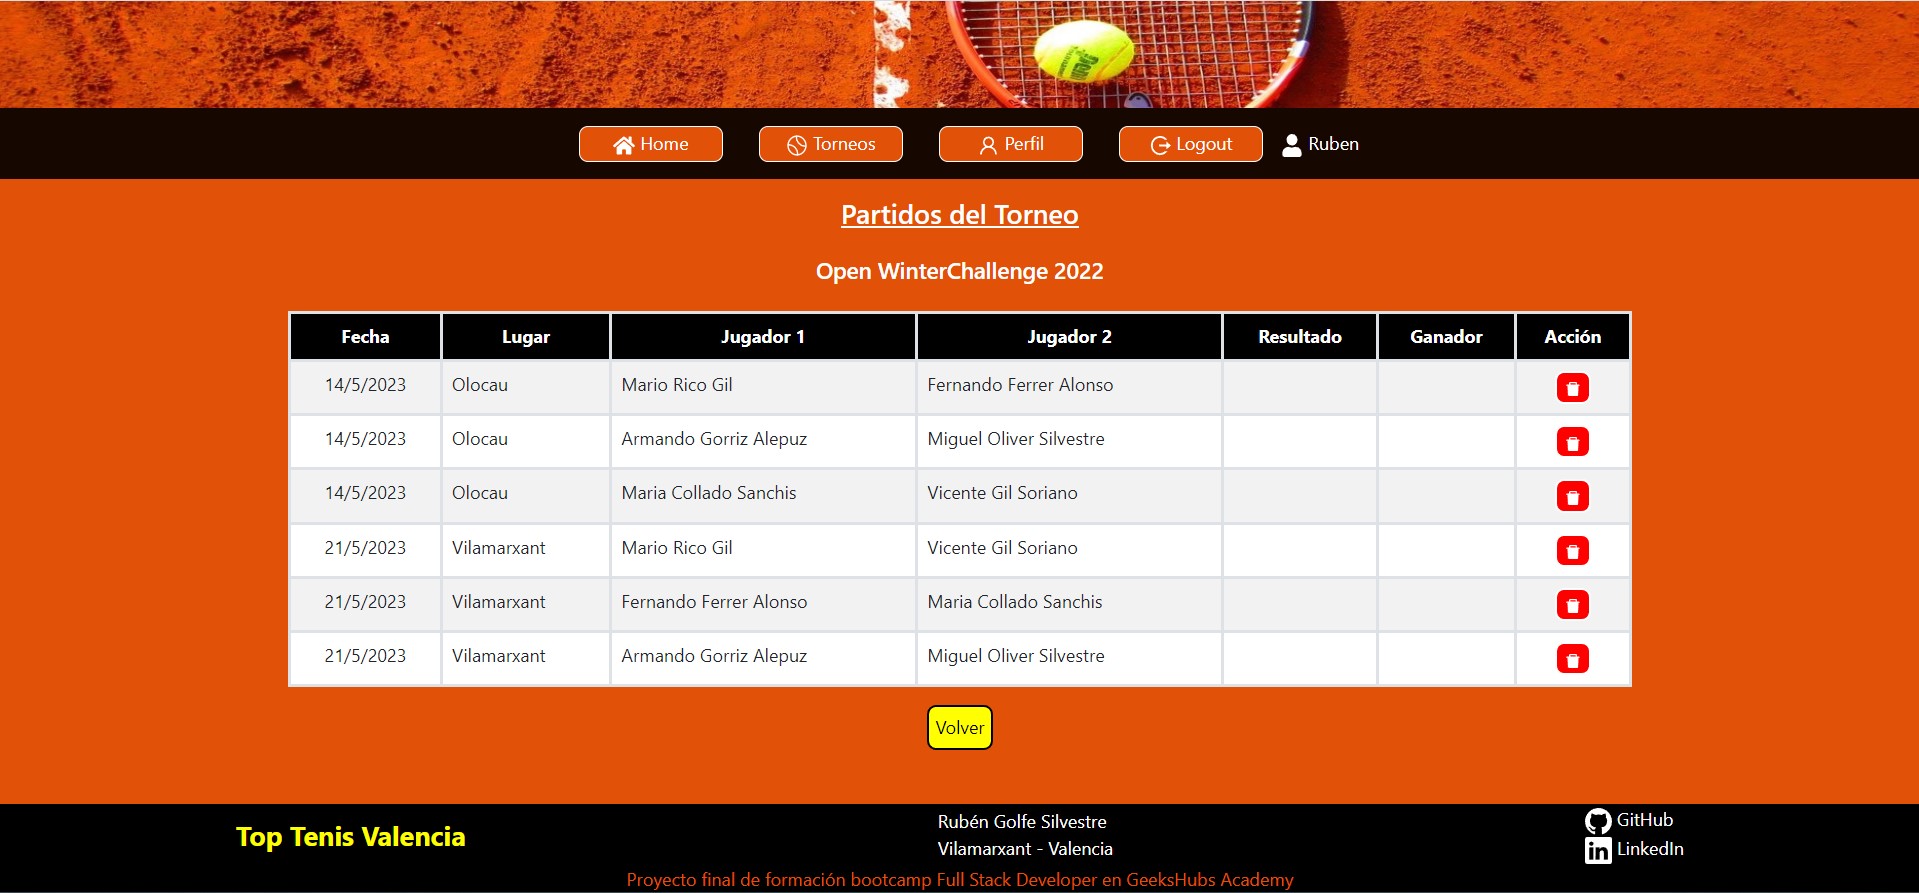 Home Torneos Perfil Logout Ruben
Partidos del Torneo
Open WinterChallenge 2022
Fecha Lugar Jugador 1 Jugador 2 Resultado Ganador Acción
14/5/2023 Olocau Mario Rico Gil Fernando Ferrer Alonso
14/5/2023 Olocau Armando Gorriz Alepuz Miguel Oliver Silvestre
14/5/2023 Olocau Maria Collado Sanchis Vicente Gil Soriano
21/5/2023 Vilamarxant Mario Rico Gil Vicente Gil Soriano
21/5/2023 Vilamarxant Fernando Ferrer Alonso Maria Collado Sanchis
21/5/2023 Vilamarxant Armando Gorriz Alepuz Miguel Oliver Silvestre
Volver
Top Tenis Valencia
Rubén Golfe Silvestre
Vilamarxant - Valencia
GitHub
LinkedIn
Proyecto final de formación bootcamp Full Stack Developer en GeeksHubs Academy